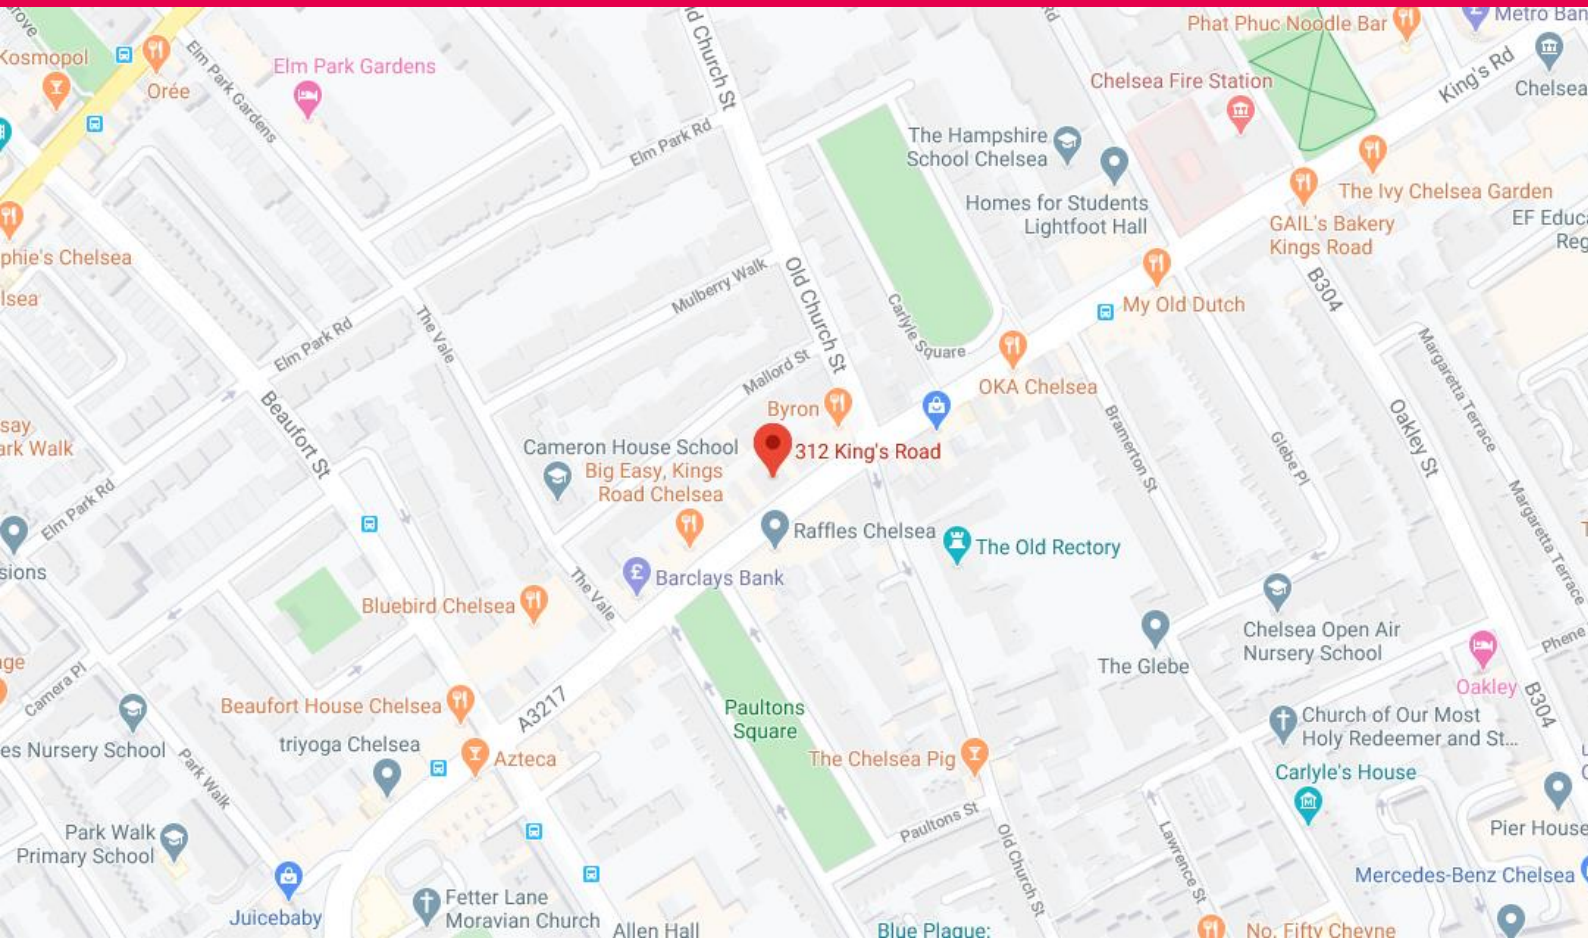 Phat Phuc Noodle Bar
Metro Ban
Kosmopol
Orée
Elm Park Gardens
Elm Park Gardens
Old Church St
Rd
King's Rd
Chelsea
Chelsea Fire Station
The Hampshire
School Chelsea
Elm Park Rd
Homes for Students
Lightfoot Hall
The Ivy Chelsea Garden
GAIL's Bakery
Kings Road
EF Educa
Reg
phie's Chelsea
lsea
Mulberry Walk
Old Church St
Carlyle Square
My Old Dutch
B304
Elm Park Rd
The Vale
Mallord St
OKA Chelsea
Margaretta Terrace
Byron
312 King's Road
Beaufort St
Cameron House School
Big Easy, Kings
Road Chelsea
say
ark Walk
Bramerton St
Glebe Pl
Oakley St
Elm Park Rd
Raffles Chelsea
The Old Rectory
Margaretta Terrace
sions
The Vale
Barclays Bank
Bluebird Chelsea
Chelsea Open Air
Nursery School
The Glebe
Phene
Oakley
B304
age
Camera Pl
Beaufort House Chelsea
A3217
Paultons
Square
Church of Our Most
Holy Redeemer and St...
es Nursery School
triyoga Chelsea
Azteca
The Chelsea Pig
Carlyle's House
Park Walk
Park Walk
Primary School
Paultons St
Old Church St
Lawrence St
Pier House
Mercedes-Benz Chelsea
Juicebaby
Fetter Lane
Moravian Church
Allen Hall
Blue Plaque:
No. Fifty Cheyne